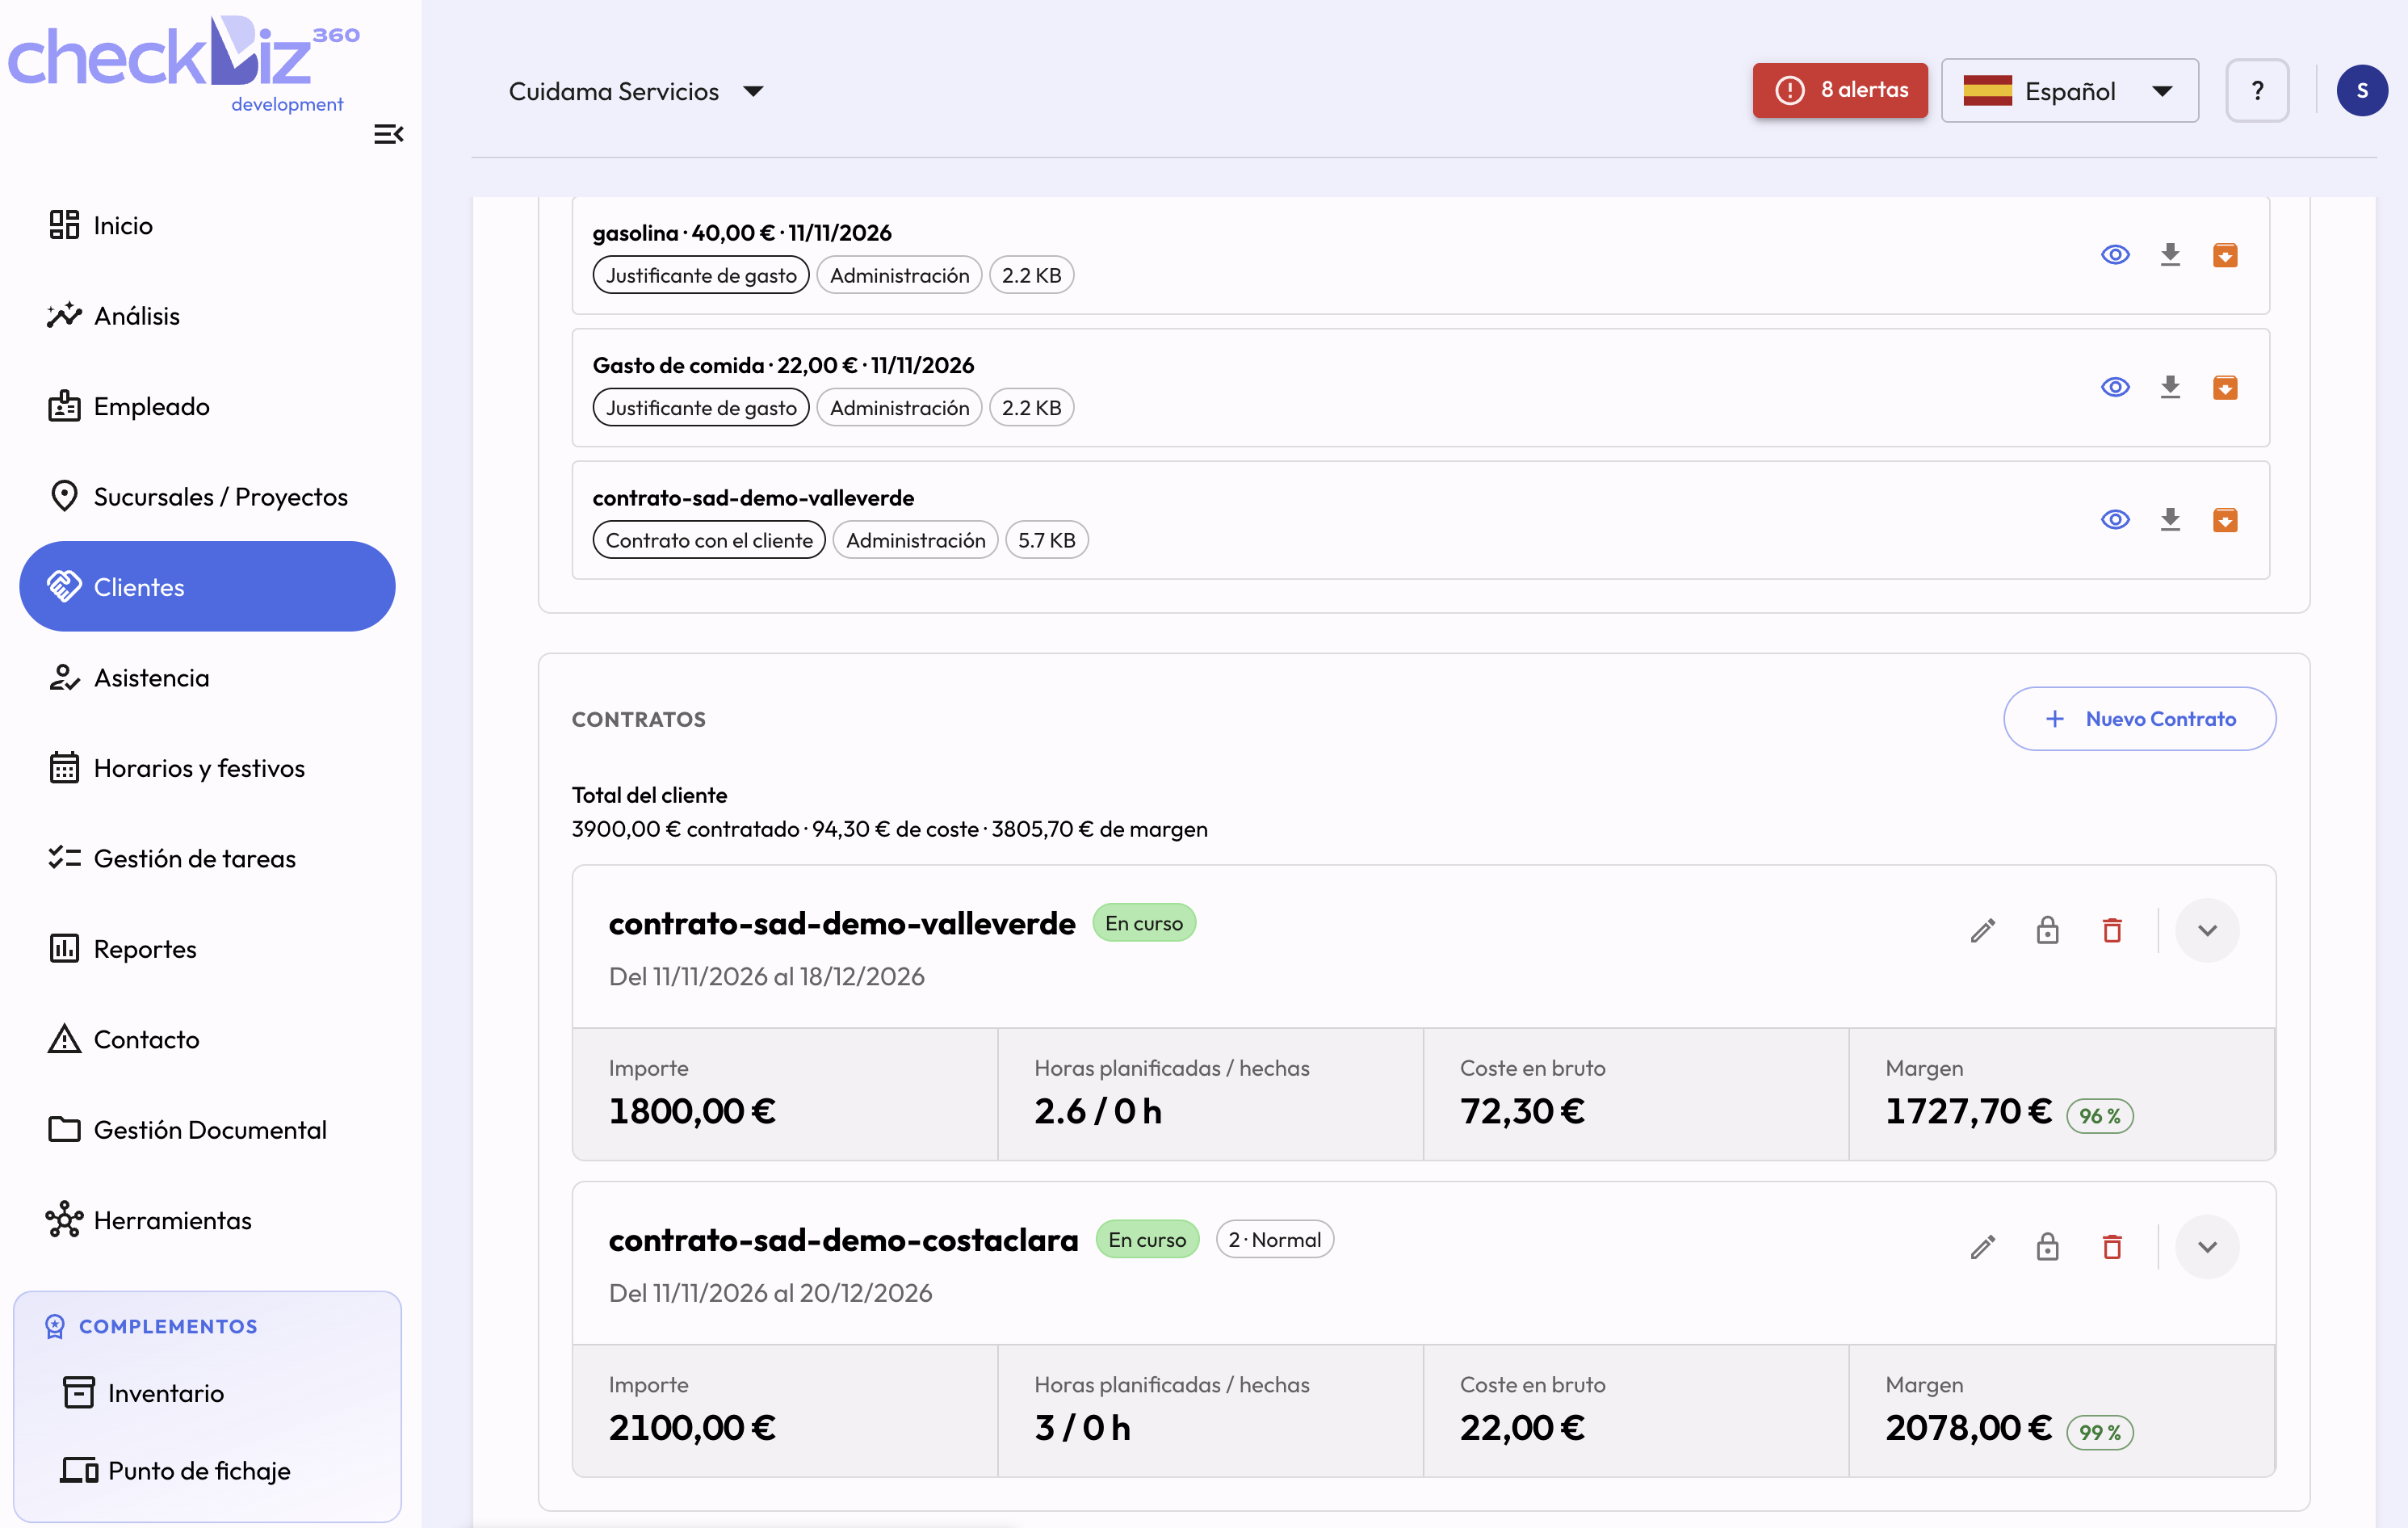 checkBiz 360
development
Cuidama Servicios
8 alertas
Español
?
S
Inicio
Análisis
Empleado
Sucursales / Proyectos
Clientes
Asistencia
Horarios y festivos
Gestión de tareas
Reportes
Contacto
Gestión Documental
Herramientas
COMPLEMENTOS
Inventario
Punto de fichaje
gasolina · 40,00 € · 11/11/2026
Justificante de gasto Administración 2.2 KB
Gasto de comida · 22,00 € · 11/11/2026
Justificante de gasto Administración 2.2 KB
contrato-sad-demo-valleverde
Contrato con el cliente Administración 5.7 KB
CONTRATOS
+ Nuevo Contrato
Total del cliente
3900,00 € contratado · 94,30 € de coste · 3805,70 € de margen
contrato-sad-demo-valleverde En curso
Del 11/11/2026 al 18/12/2026
Importe
1800,00 €
Horas planificadas / hechas
2.6 / 0 h
Coste en bruto
72,30 €
Margen
1727,70 € 96 %
contrato-sad-demo-costaclara En curso 2 · Normal
Del 11/11/2026 al 20/12/2026
Importe
2100,00 €
Horas planificadas / hechas
3 / 0 h
Coste en bruto
22,00 €
Margen
2078,00 € 99 %